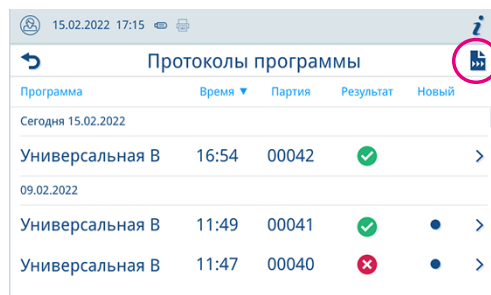 15.02.2022 17:15 i
Протоколы программы
Программа Время ▼ Партия Результат Новый
Сегодня 15.02.2022
Универсальная B 16:54 00042
09.02.2022
Универсальная B 11:49 00041
Универсальная B 11:47 00040